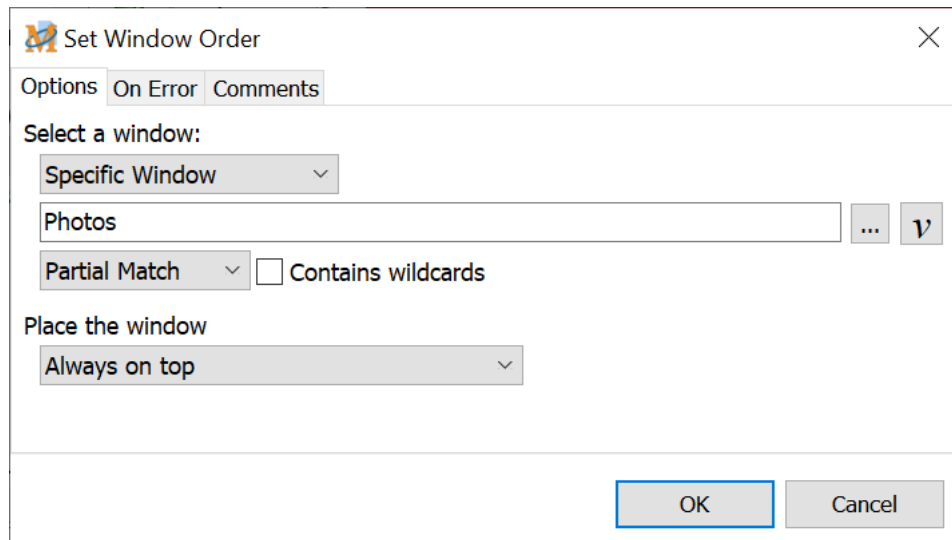 Set Window Order
Options On Error Comments
Select a window:
Specific Window
Photos ... v
Partial Match Contains wildcards
Place the window
Always on top
OK Cancel